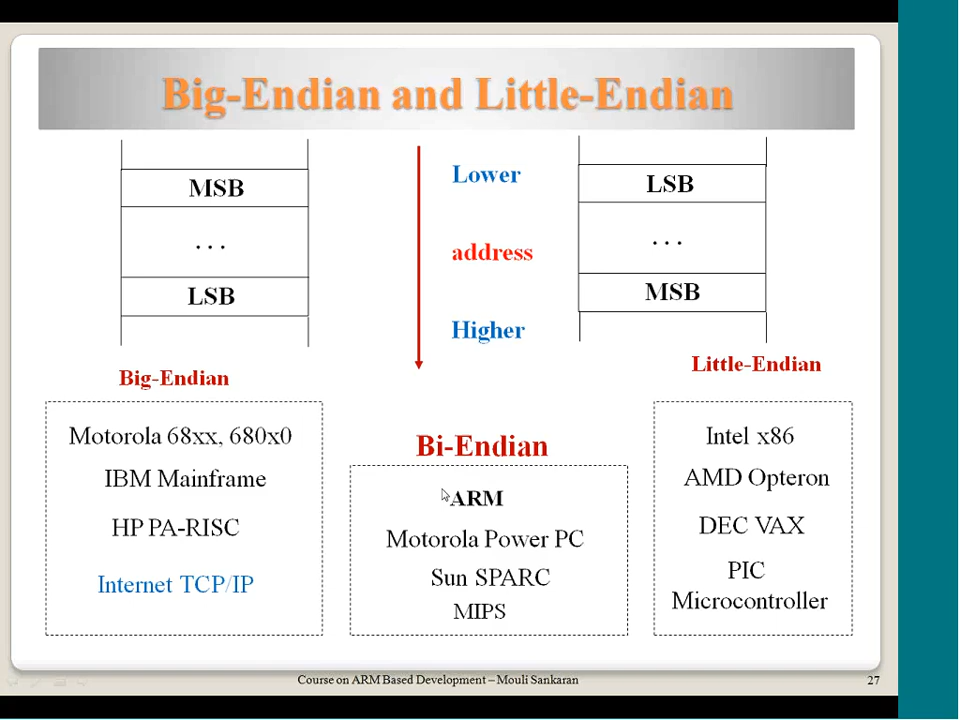 Big-Endian and Little-Endian
MSB
. . .
LSB
Big-Endian
Lower
address
Higher
LSB
. . .
MSB
Little-Endian
Motorola 68xx, 680x0
IBM Mainframe
HP PA-RISC
Internet TCP/IP
Bi-Endian
ARM
Motorola Power PC
Sun SPARC
MIPS
Intel x86
AMD Opteron
DEC VAX
PIC
Microcontroller
Course on ARM Based Development – Mouli Sankaran
27